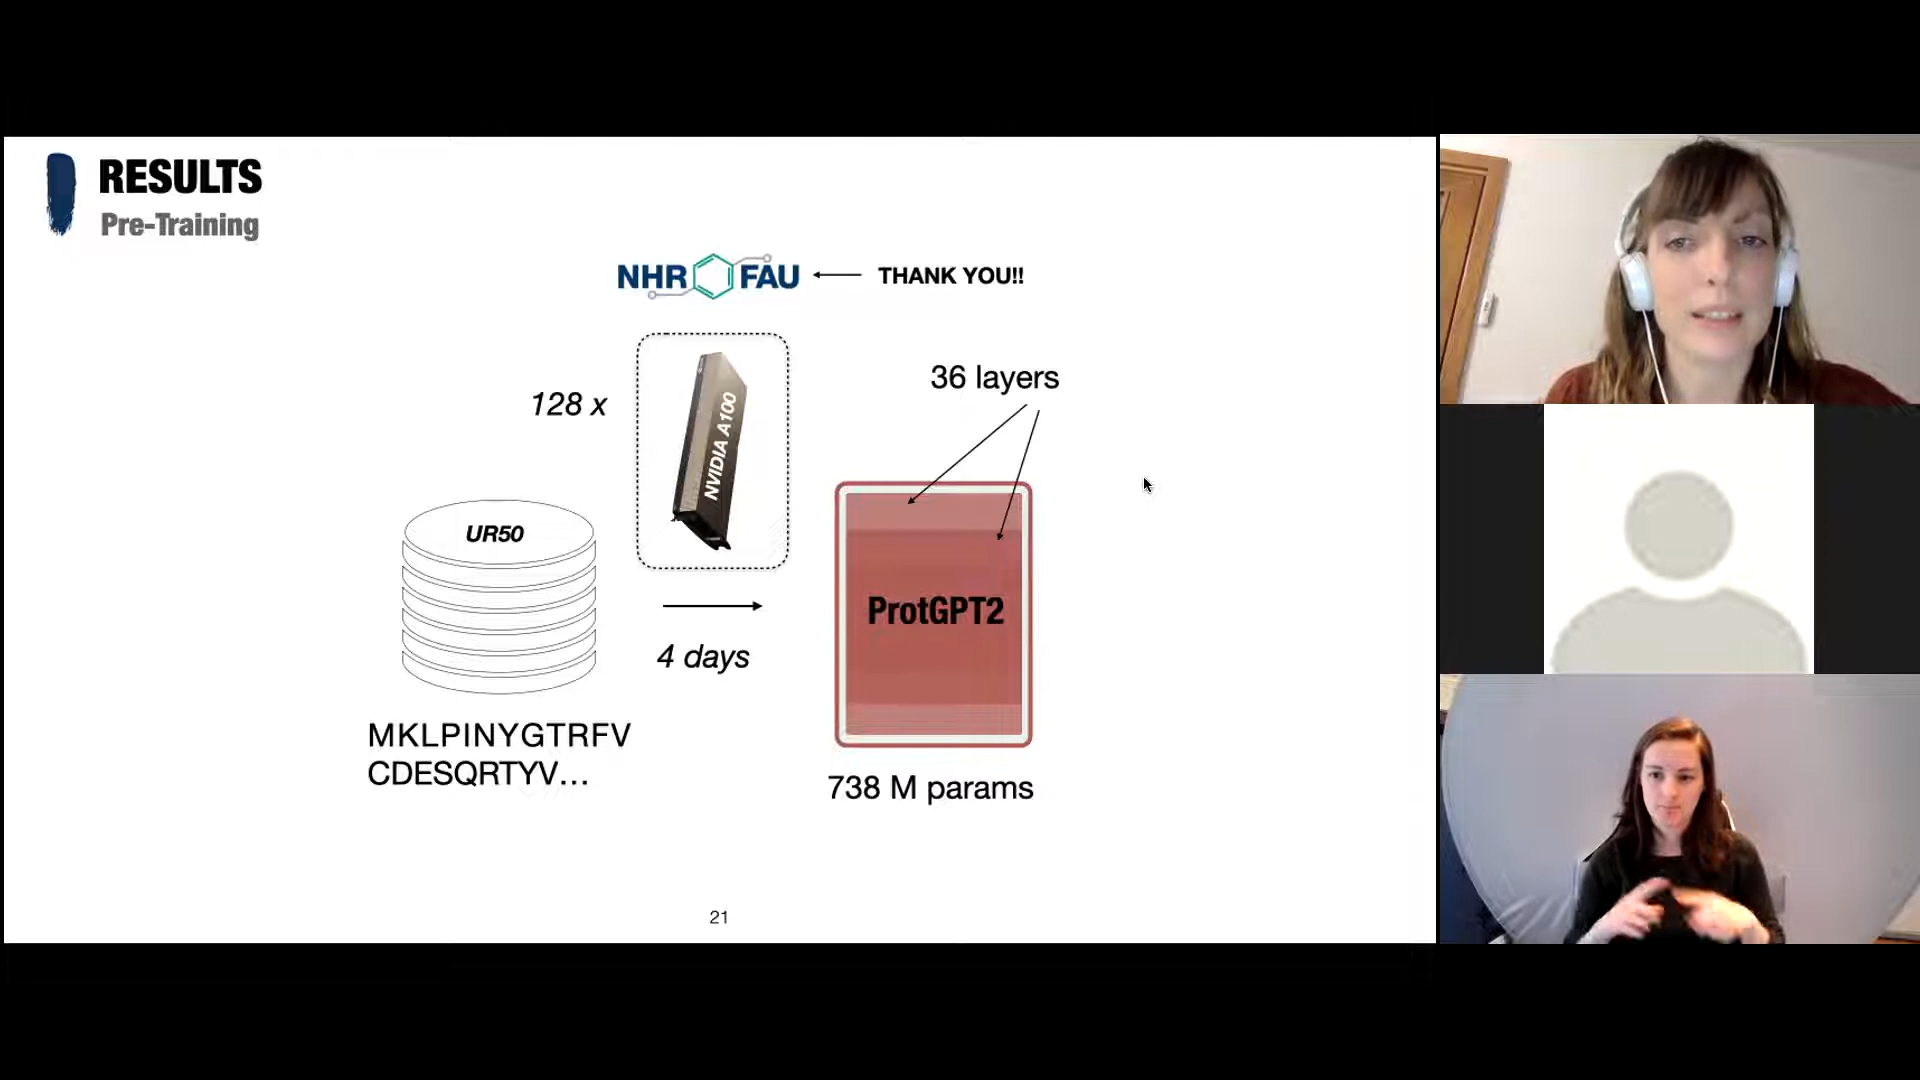 RESULTS
Pre-Training
NHR FAU
THANK YOU!!
128 x
NVIDIA A100
36 layers
UR50
ProtGPT2
4 days
MKLPINYGTRFV
CDESQRTYV...
738 M params
21